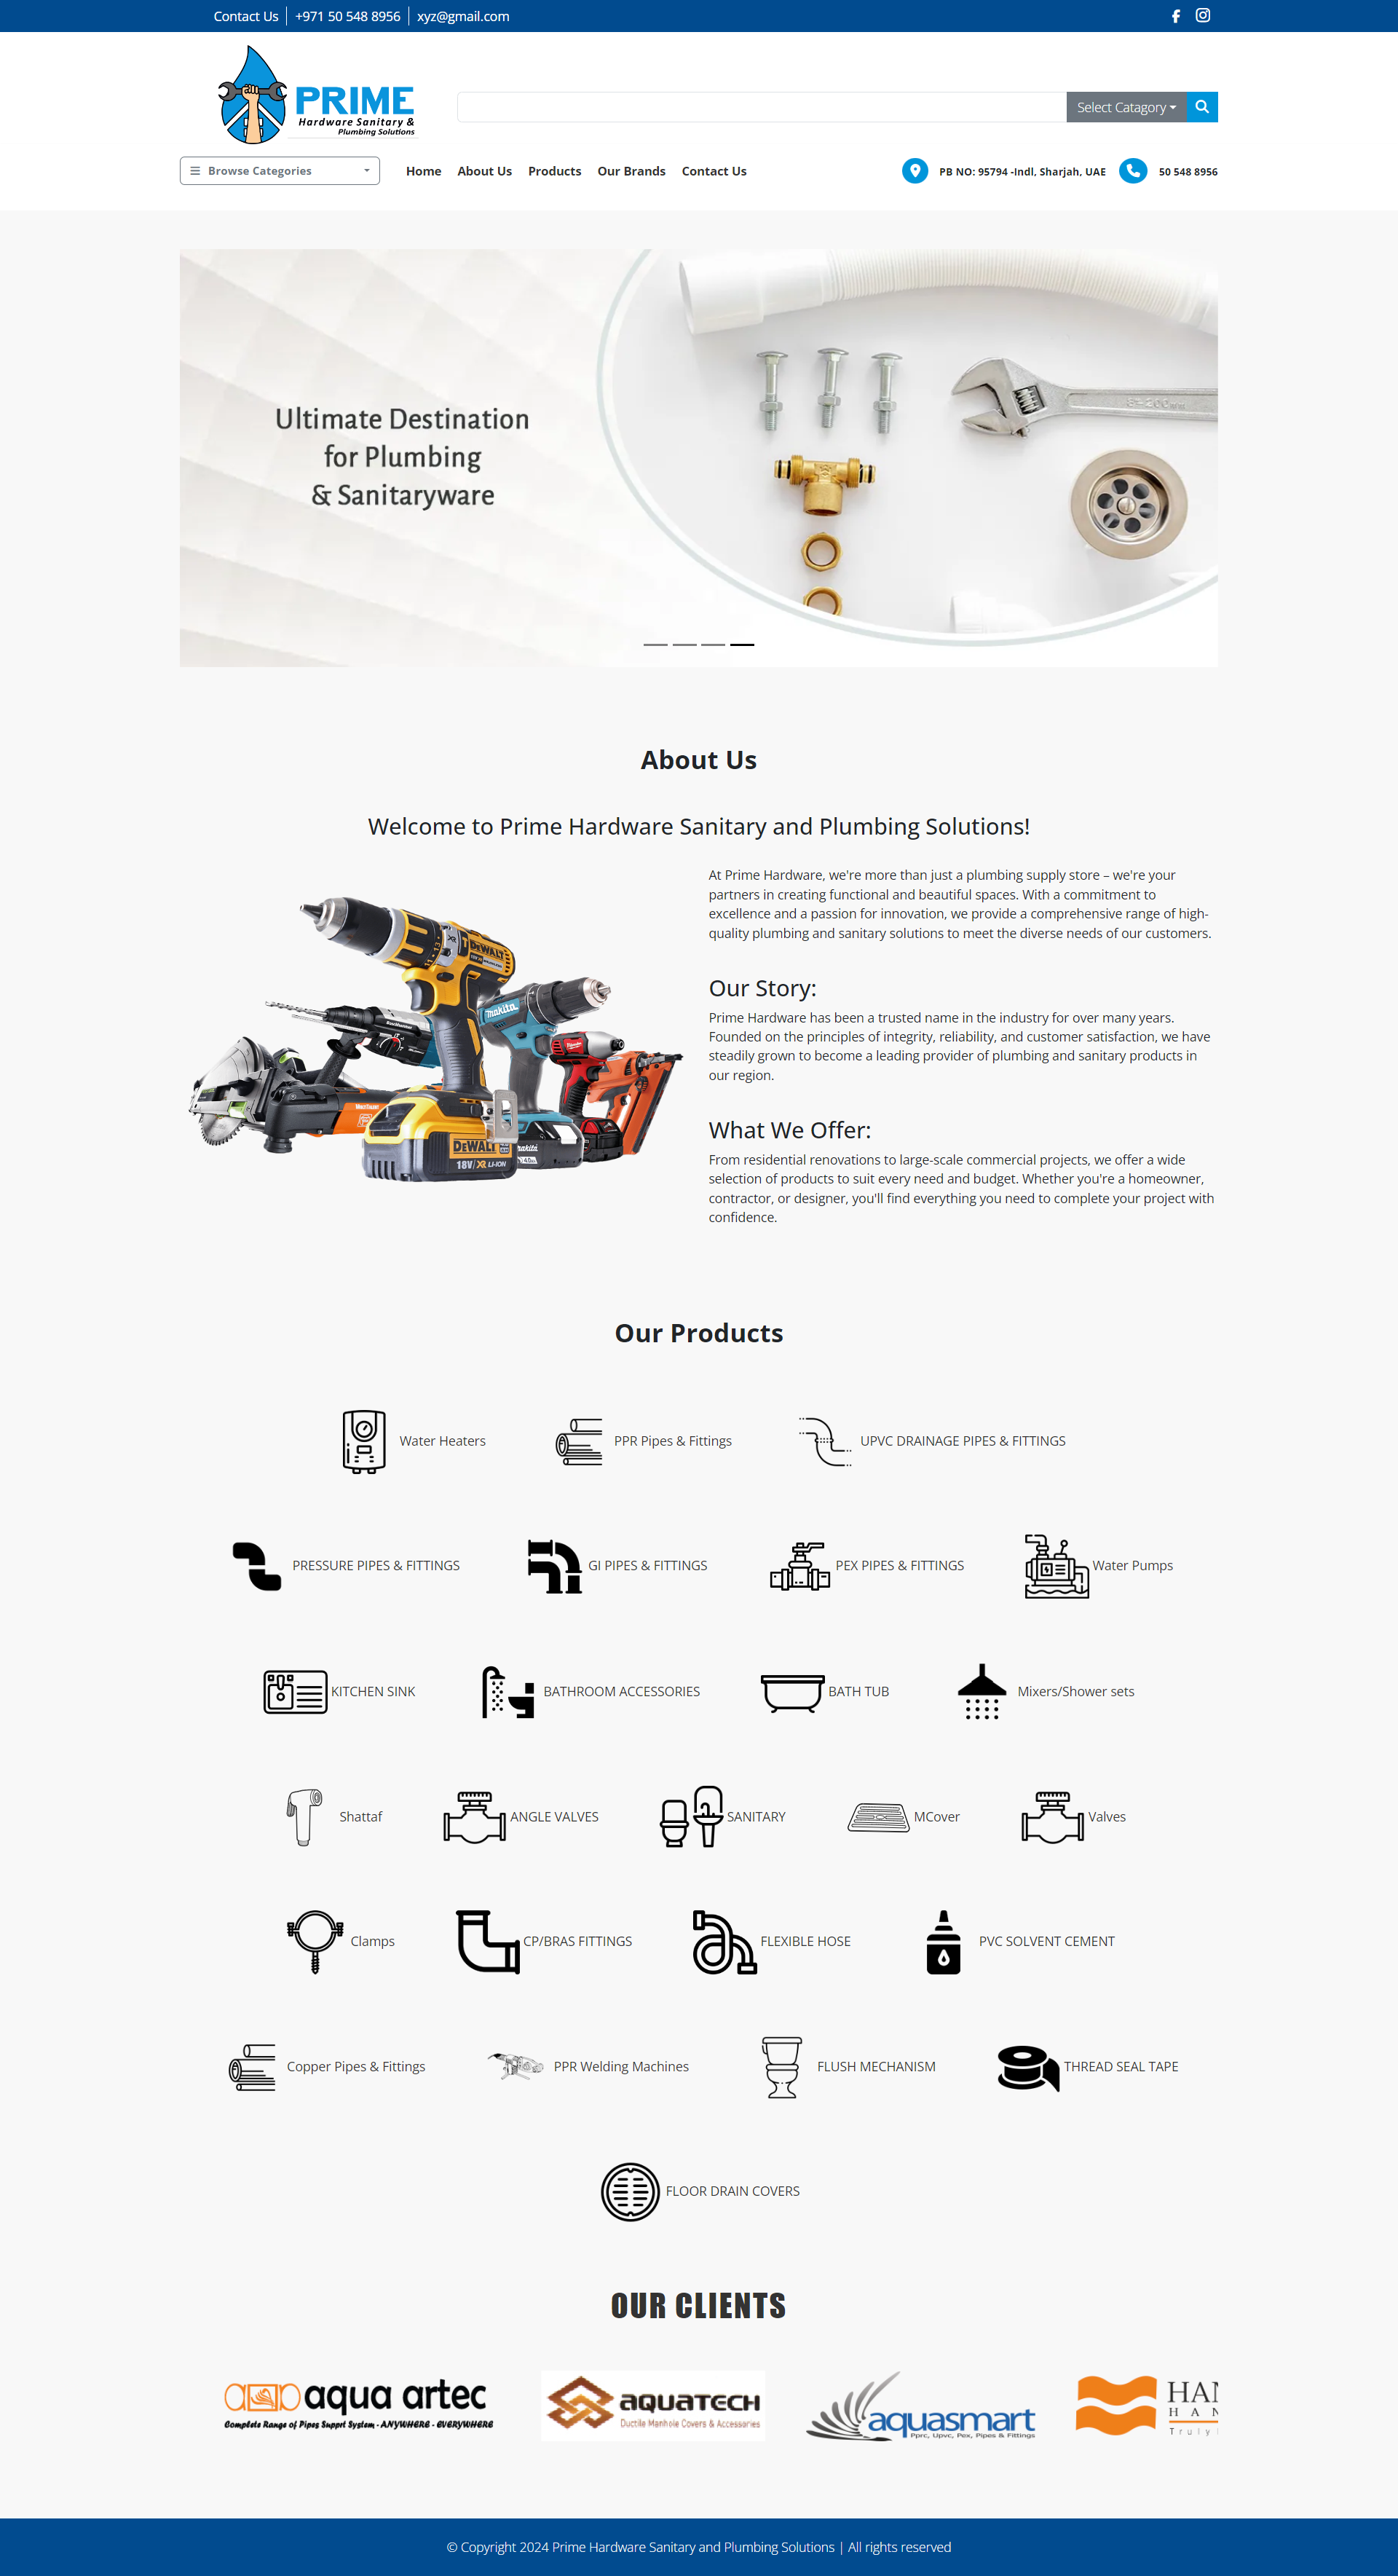 Contact Us
+971 50 548 8956
xyz@gmail.com
PRIME
Hardware Sanitary &
Plumbing Solutions
Select Catagory
Browse Categories
Home
About Us
Products
Our Brands
Contact Us
PB NO: 95794 -Indl, Sharjah, UAE
50 548 8956
Ultimate Destination
for Plumbing
& Sanitaryware
About Us
Welcome to Prime Hardware Sanitary and Plumbing Solutions!
At Prime Hardware, we're more than just a plumbing supply store – we're your
partners in creating functional and beautiful spaces. With a commitment to
excellence and a passion for innovation, we provide a comprehensive range of high-
quality plumbing and sanitary solutions to meet the diverse needs of our customers.
Our Story:
Prime Hardware has been a trusted name in the industry for over many years.
Founded on the principles of integrity, reliability, and customer satisfaction, we have
steadily grown to become a leading provider of plumbing and sanitary products in
our region.
What We Offer:
From residential renovations to large-scale commercial projects, we offer a wide
selection of products to suit every need and budget. Whether you're a homeowner,
contractor, or designer, you'll find everything you need to complete your project with
confidence.
XR
DEWALT
makita
Milwaukee
DEWALT
18V/XR LI-ION
makita
Our Products
Water Heaters
PPR Pipes & Fittings
UPVC DRAINAGE PIPES & FITTINGS
PRESSURE PIPES & FITTINGS
GI PIPES & FITTINGS
PEX PIPES & FITTINGS
Water Pumps
KITCHEN SINK
BATHROOM ACCESSORIES
BATH TUB
Mixers/Shower sets
Shattaf
ANGLE VALVES
SANITARY
MCover
Valves
Clamps
CP/BRAS FITTINGS
FLEXIBLE HOSE
PVC SOLVENT CEMENT
Copper Pipes & Fittings
PPR Welding Machines
FLUSH MECHANISM
THREAD SEAL TAPE
FLOOR DRAIN COVERS
OUR CLIENTS
aqua artec
Complete Range of Pipes Supprt System - ANYWHERE - EVERYWHERE
AQUATECH
Ductile Manhole Covers & Accessaries
aquasmart
Pprc, Upvc, Pex, Pipes & Fittings
HAN
H A N
Truly
© Copyright 2024 Prime Hardware Sanitary and Plumbing Solutions | All rights reserved